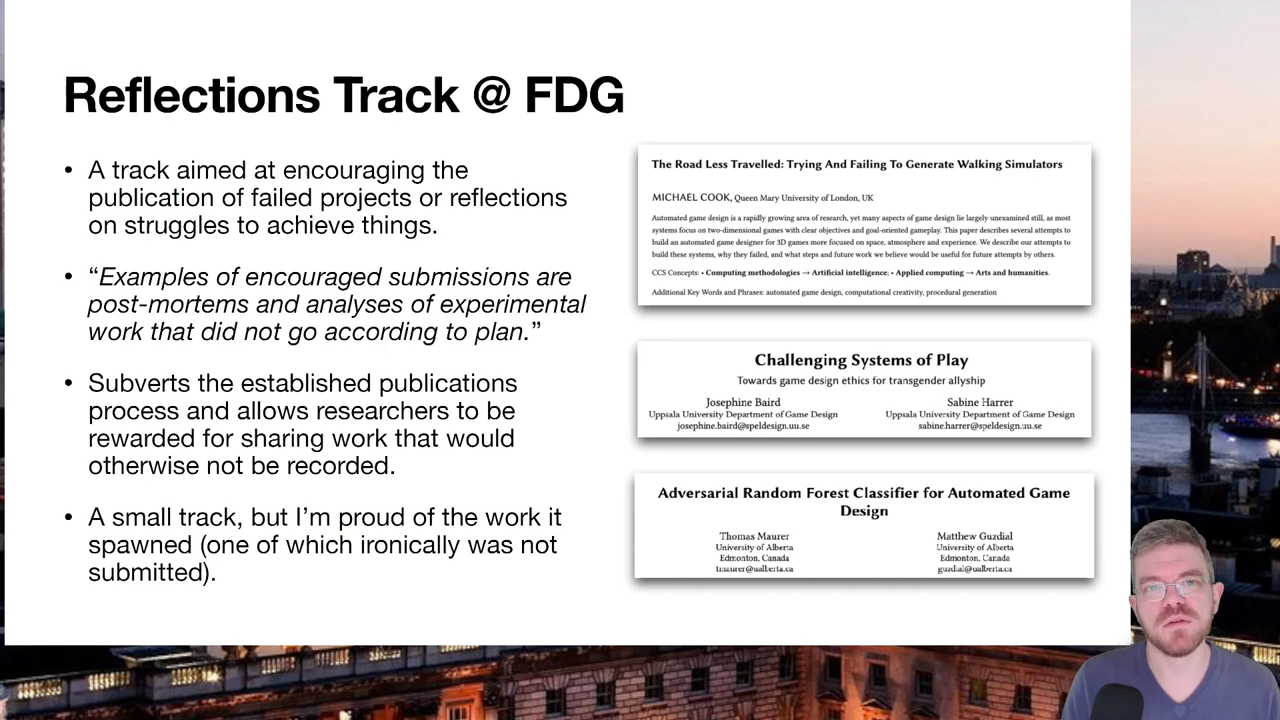 Reflections Track @ FDG
• A track aimed at encouraging the
publication of failed projects or reflections
on struggles to achieve things.
• “Examples of encouraged submissions are
post-mortems and analyses of experimental
work that did not go according to plan.”
• Subverts the established publications
process and allows researchers to be
rewarded for sharing work that would
otherwise not be recorded.
• A small track, but I’m proud of the work it
spawned (one of which ironically was not
submitted).
The Road Less Travelled: Trying And Failing To Generate Walking Simulators
MICHAEL COOK, Queen Mary University of London, UK
Automated game design is a rapidly growing area of research, yet many aspects of game design lie largely unexamined still, as most
systems focus on two-dimensional games with clear objectives and goal-oriented gameplay. This paper describes several attempts to
build an automated game designer for 3D games more focused on space, atmosphere and experience. We describe our attempts to
build these systems, why they failed, and what steps and future work we believe would be useful for future attempts by others.
CCS Concepts: • Computing methodologies → Artificial intelligence; • Applied computing → Arts and humanities.
Additional Key Words and Phrases: automated game design, computational creativity, procedural generation
Challenging Systems of Play
Towards game design ethics for transgender allyship
Josephine Baird
Uppsala University Department of Game Design
josephine.baird@speldesign.uu.se
Sabine Harrer
Uppsala University Department of Game Design
sabine.harrer@speldesign.uu.se
Adversarial Random Forest Classifier for Automated Game
Design
Thomas Maurer
University of Alberta
Edmonton, Canada
tmaurer@ualberta.ca
Matthew Guzdial
University of Alberta
Edmonton, Canada
guzdial@ualberta.ca